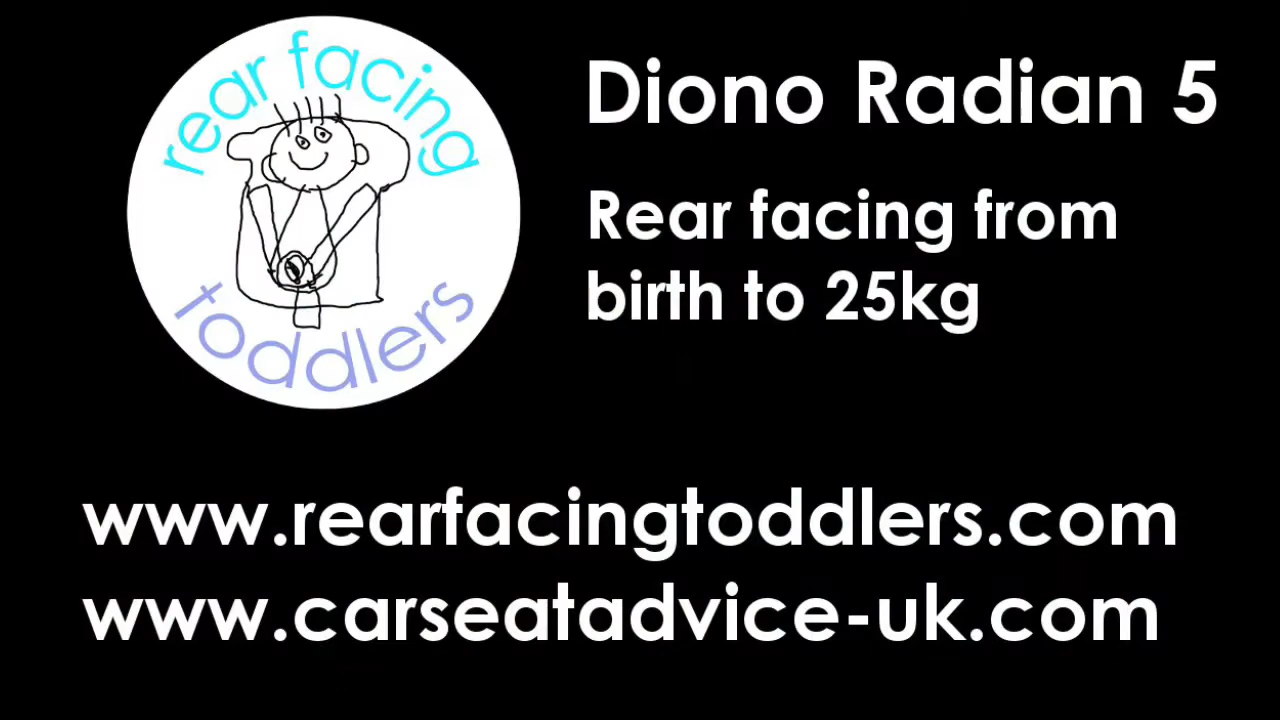 rear facing
toddlers
Diono Radian 5
Rear facing from
birth to 25kg
www.rearfacingtoddlers.com
www.carseatadvice-uk.com